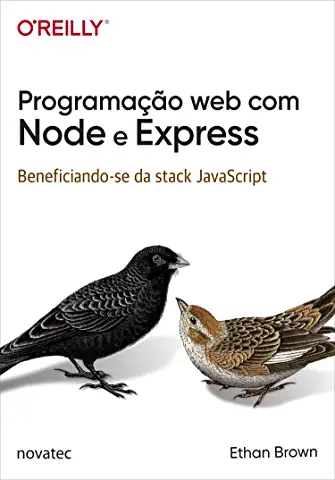 O'REILLY®
Programação web com
Node e Express
Beneficiando-se da stack JavaScript
novatec
Ethan Brown